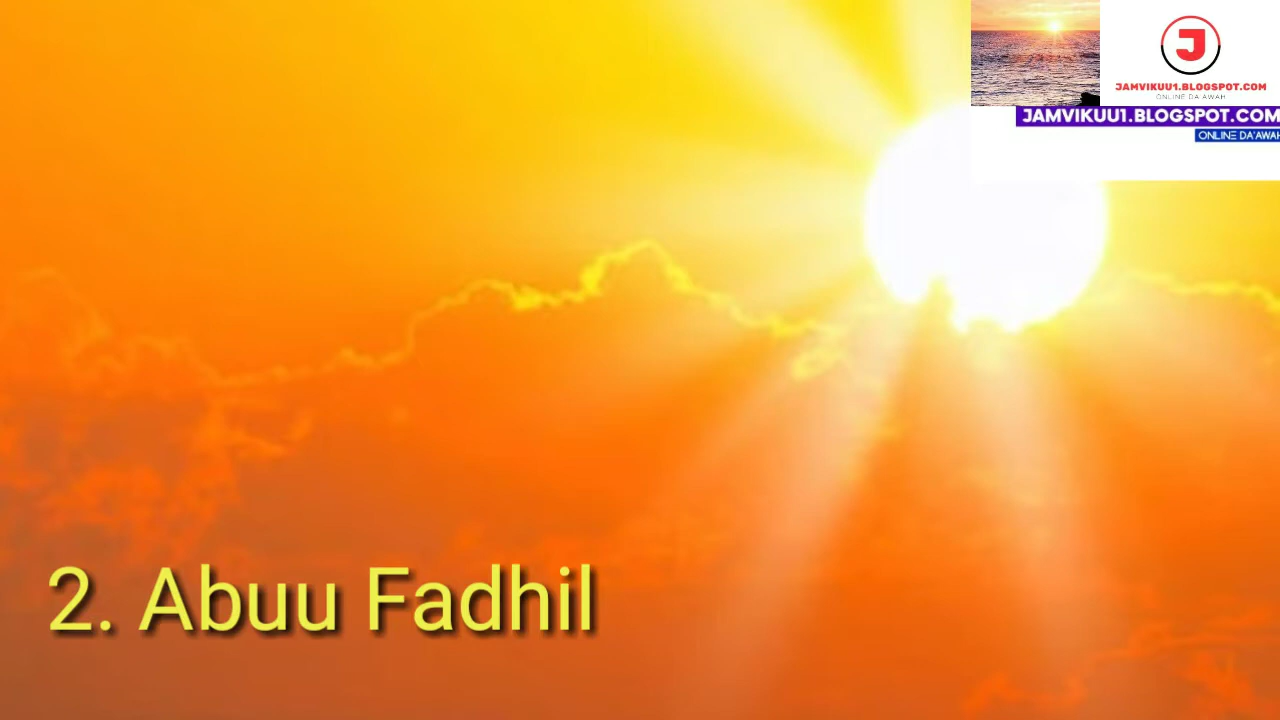 J
JAMVIKUU1.BLOGSPOT.COM
ONLINE DA'AWAH
JAMVIKUU1.BLOGSPOT.COM
ONLINE DA'AWAH
2. Abuu Fadhil